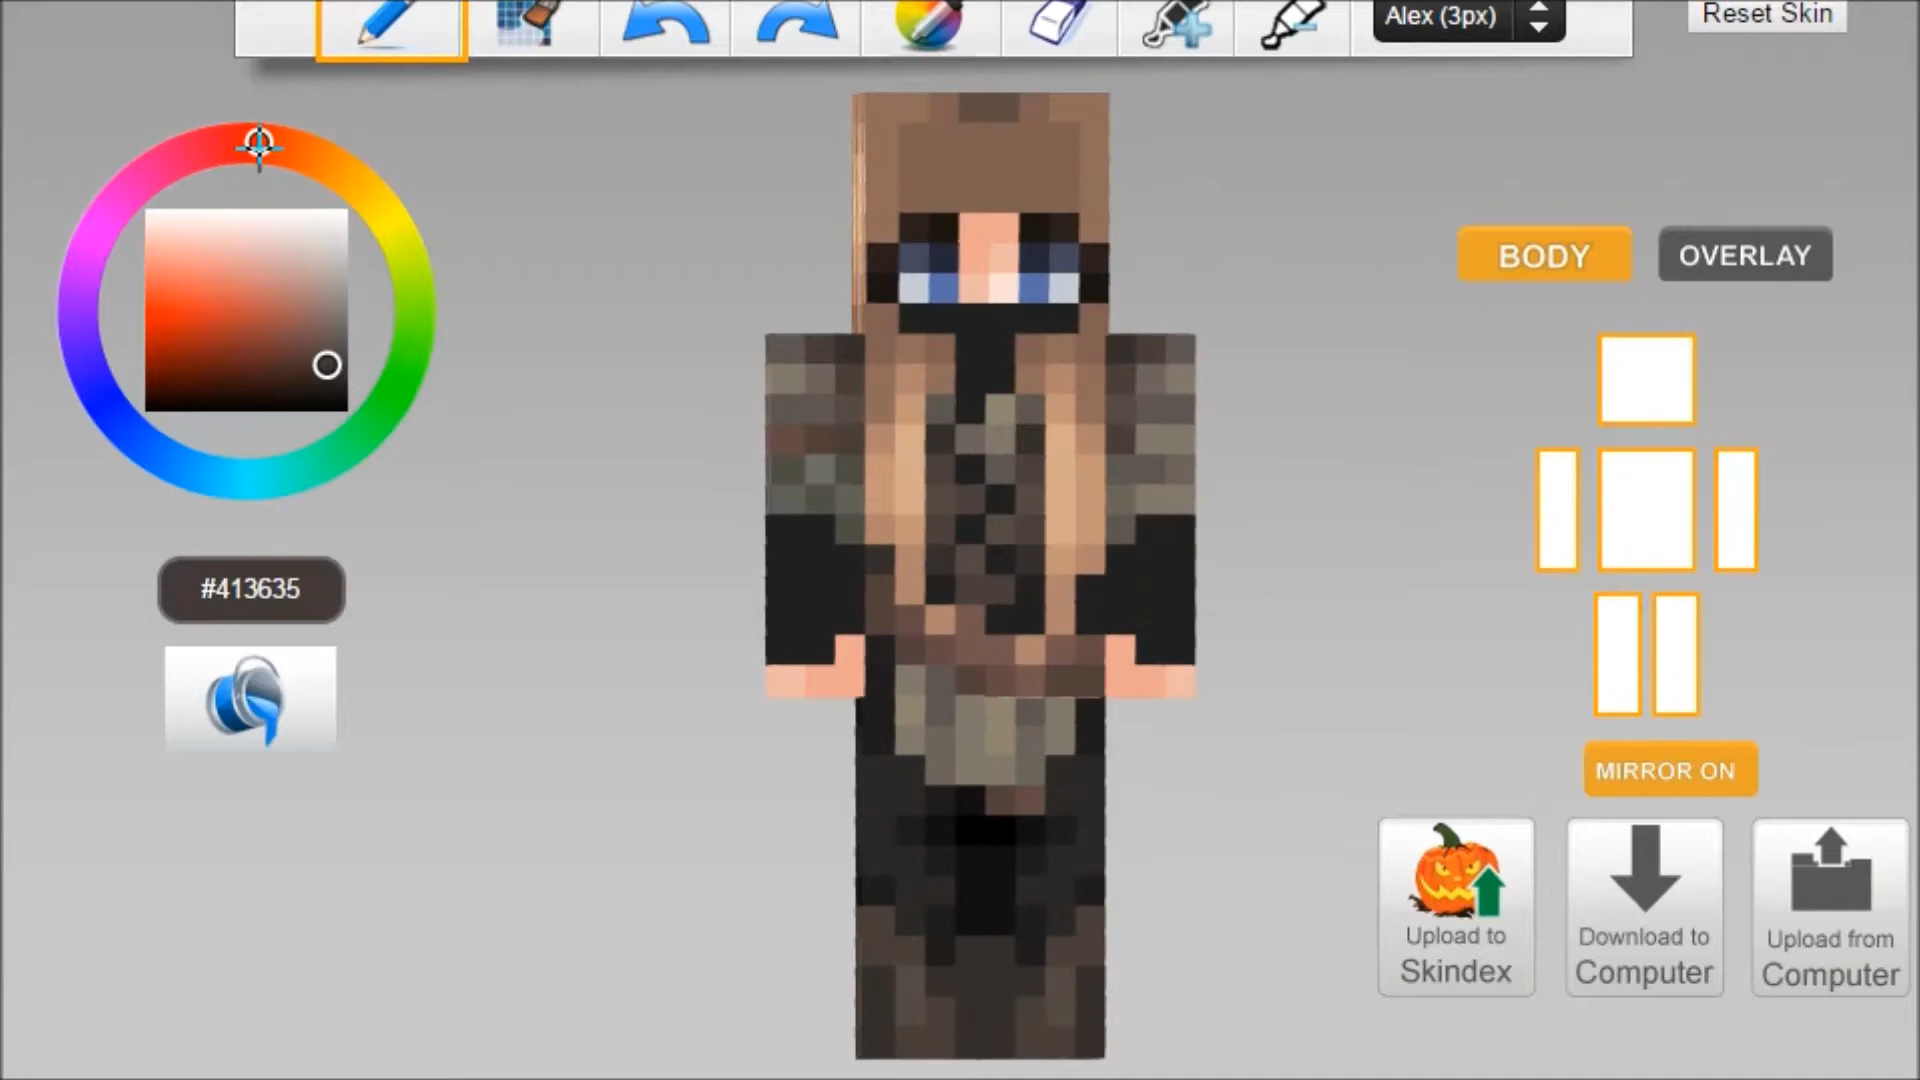 Alex (3px)
Reset Skin
BODY
OVERLAY
#413635
MIRROR ON
Upload to
Skindex
Download to
Computer
Upload from
Computer